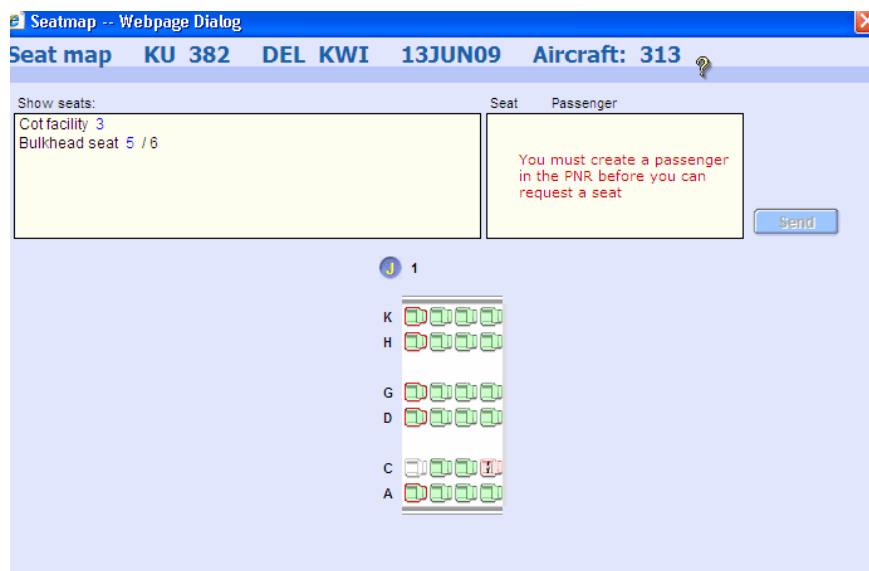 Seatmap -- Webpage Dialog
Seat map KU 382 DEL KWI 13JUN09 Aircraft: 313 ?
Show seats:
Cot facility 3
Bulkhead seat 5 / 6
Seat Passenger
You must create a passenger
in the PNR before you can
request a seat
Send
J 1
K
H
G
D
C
A